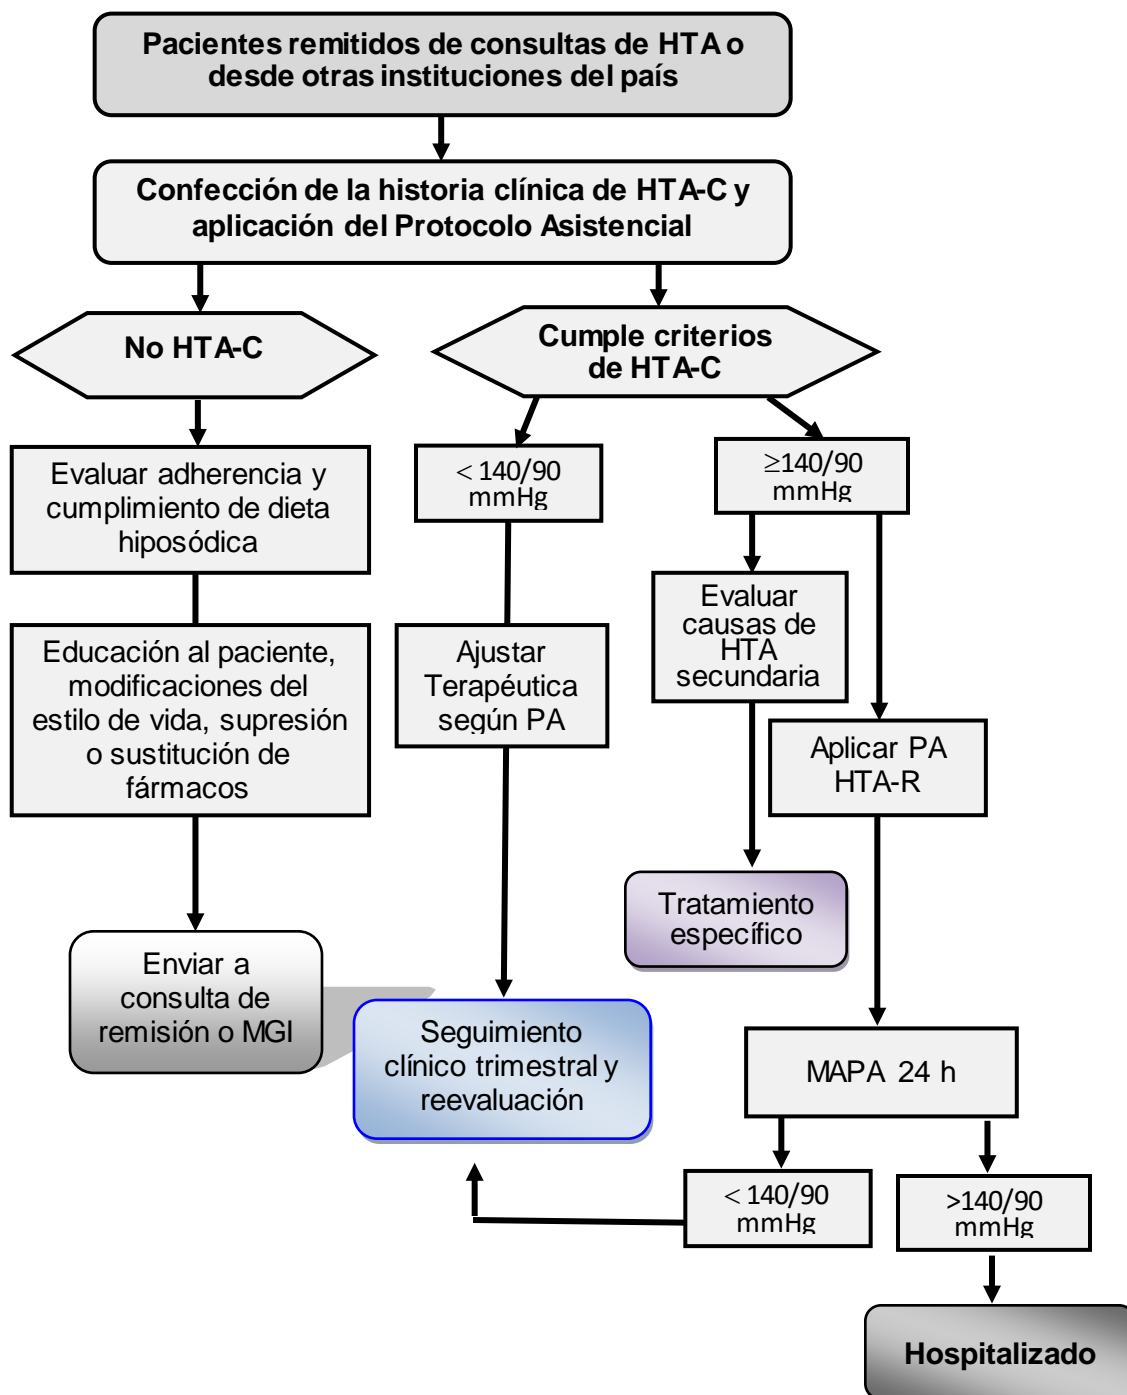 Pacientes remitidos de consultas de HTA o
desde otras instituciones del país
Confección de la historia clínica de HTA-C y
aplicación del Protocolo Asistencial
No HTA-C
Cumple criterios
de HTA-C
Evaluar adherencia y
cumplimiento de dieta
hiposódica
< 140/90
mmHg
≥140/90
mmHg
Evaluar
causas de
HTA
secundaria
Educación al paciente,
modificaciones del
estilo de vida, supresión
o sustitución de
fármacos
Ajustar
Terapéutica
según PA
Aplicar PA
HTA-R
Tratamiento
específico
Enviar a
consulta de
remisión o MGI
Seguimiento
clínico trimestral y
reevaluación
MAPA 24 h
< 140/90
mmHg
>140/90
mmHg
Hospitalizado